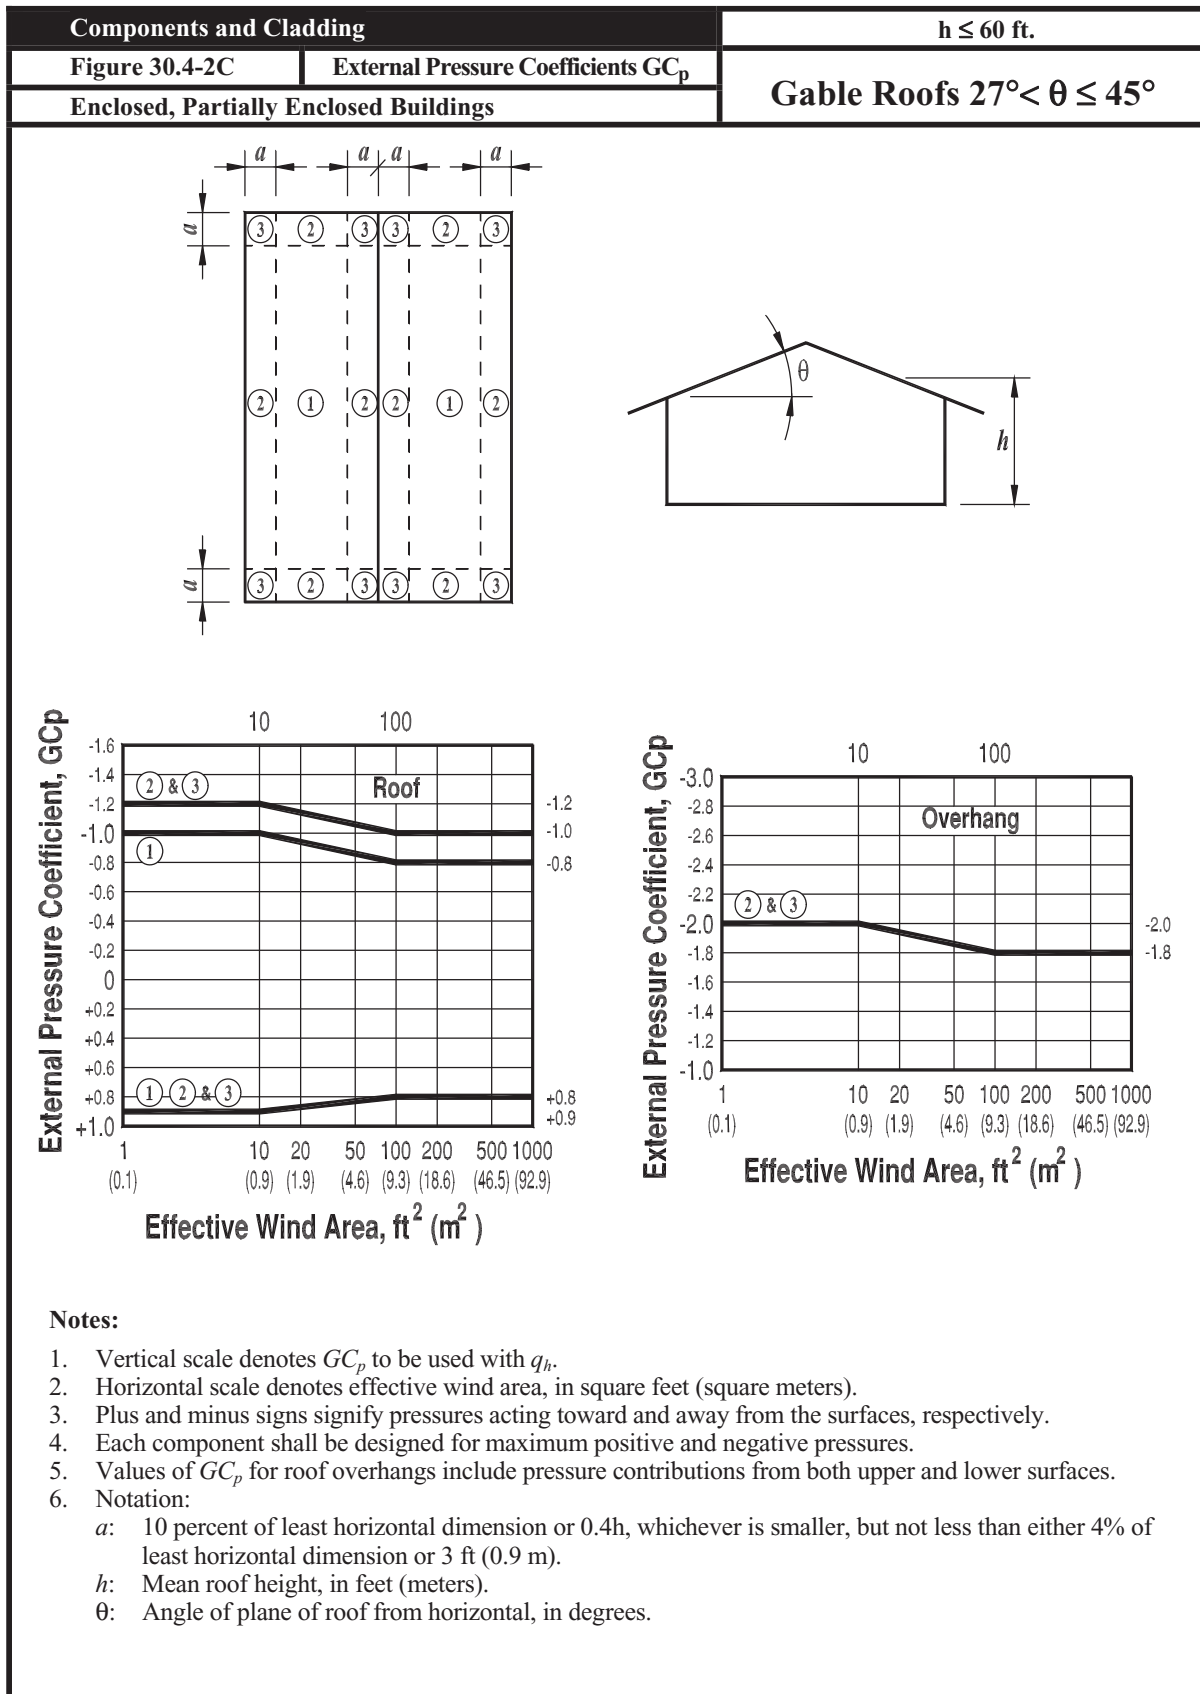 Components and Cladding
h ≤ 60 ft.
Figure 30.4-2C
External Pressure Coefficients GCp
Gable Roofs 27°< θ ≤ 45°
Enclosed, Partially Enclosed Buildings
a a a a
a
3 2 3 3 2 3
2 1 2 2 1 2
a
3 2 3 3 2 3
θ
h
External Pressure Coefficient, GCp
10 100
-1.6
-1.4
-1.2
-1.0
-0.8
-0.6
-0.4
-0.2
0
+0.2
+0.4
+0.6
+0.8
+1.0
2 & 3
Roof
1
1 2 & 3
-1.2
-1.0
-0.8
+0.8
+0.9
1 10 20 50 100 200 500 1000
(0.1) (0.9) (1.9) (4.6) (9.3) (18.6) (46.5) (92.9)
Effective Wind Area, ft2 (m2)
External Pressure Coefficient, GCp
10 100
-3.0
-2.8
-2.6
-2.4
-2.2
-2.0
-1.8
-1.6
-1.4
-1.2
-1.0
Overhang
2 & 3
-2.0
-1.8
1 10 20 50 100 200 500 1000
(0.1) (0.9) (1.9) (4.6) (9.3) (18.6) (46.5) (92.9)
Effective Wind Area, ft2 (m2)
Notes:
1. Vertical scale denotes GCp to be used with qh.
2. Horizontal scale denotes effective wind area, in square feet (square meters).
3. Plus and minus signs signify pressures acting toward and away from the surfaces, respectively.
4. Each component shall be designed for maximum positive and negative pressures.
5. Values of GCp for roof overhangs include pressure contributions from both upper and lower surfaces.
6. Notation:
a: 10 percent of least horizontal dimension or 0.4h, whichever is smaller, but not less than either 4% of
least horizontal dimension or 3 ft (0.9 m).
h: Mean roof height, in feet (meters).
θ: Angle of plane of roof from horizontal, in degrees.